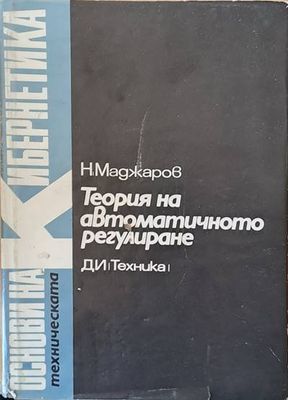 ОСНОВИ НА
техническата
КИБЕРНЕТИКА
Н. Маджаров
Теория на
автоматичното
регулиране
ДИ | Техника |